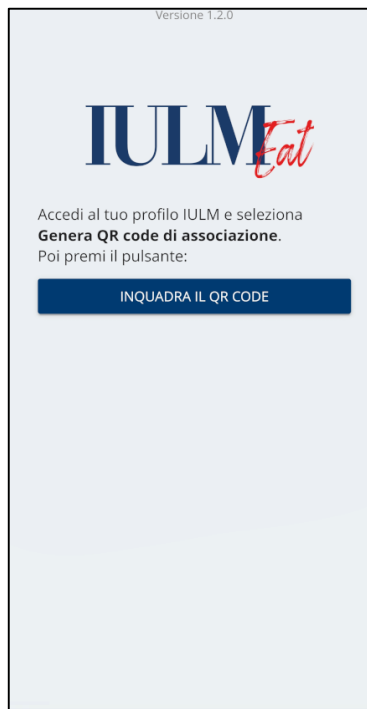 Versione 1.2.0
IULM Eat
Accedi al tuo profilo IULM e seleziona
Genera QR code di associazione.
Poi premi il pulsante:
INQUADRA IL QR CODE